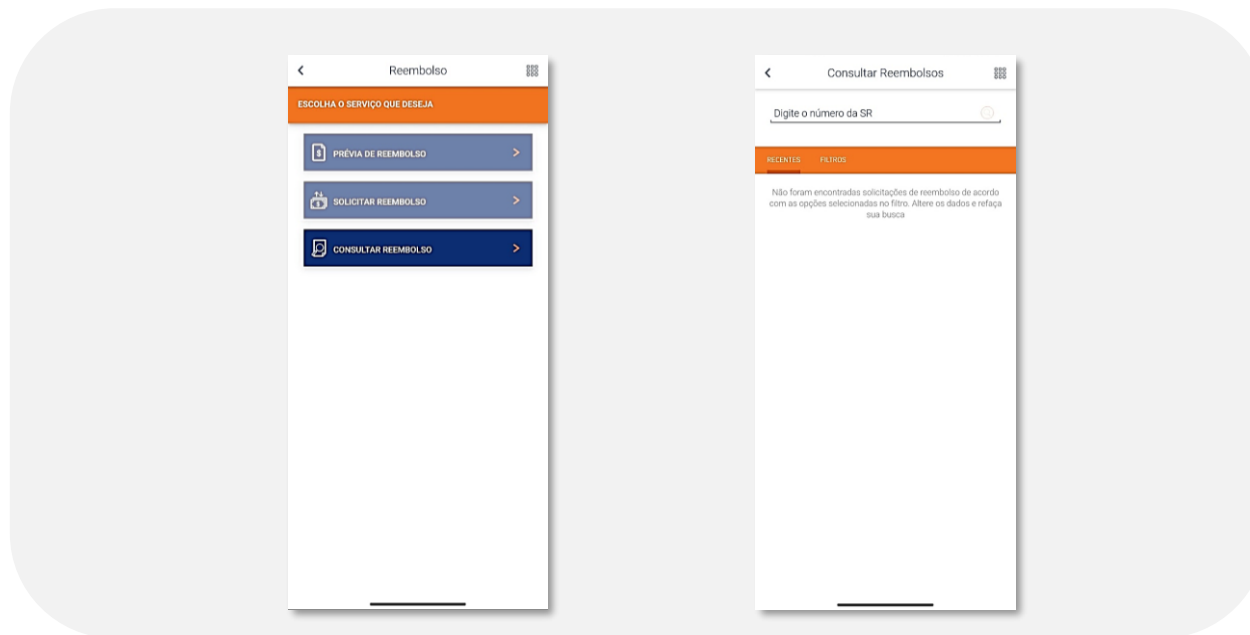 Reembolso
ESCOLHA O SERVIÇO QUE DESEJA
PRÉVIA DE REEMBOLSO
SOLICITAR REEMBOLSO
CONSULTAR REEMBOLSO
Consultar Reembolsos
Digite o número da SR
RECENTES FILTROS
Não foram encontradas solicitações de reembolso de acordo
com as opções selecionadas no filtro. Altere os dados e refaça
sua busca